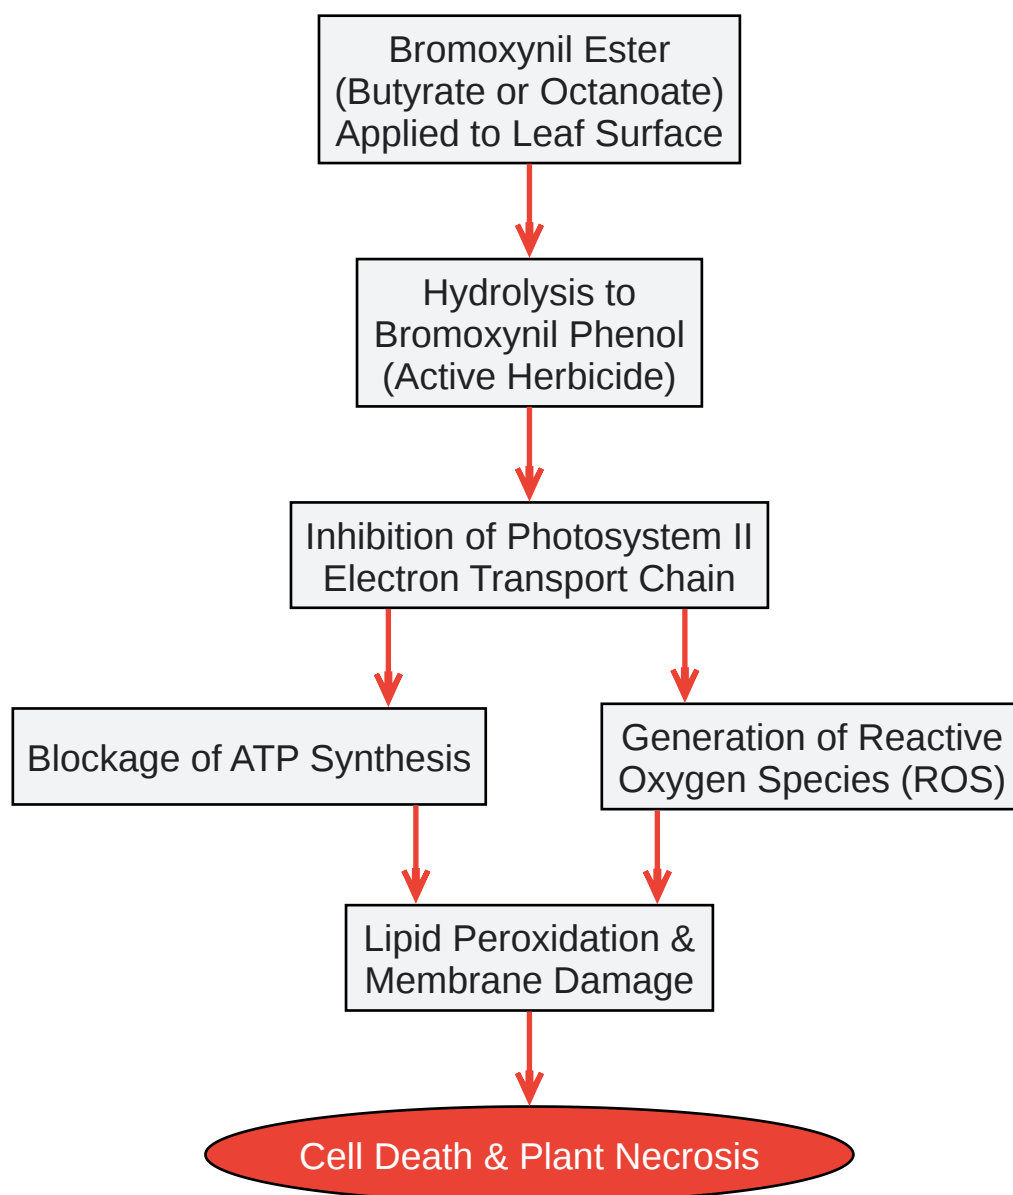 Bromoxynil Ester
(Butyrate or Octanoate)
Applied to Leaf Surface
Hydrolysis to
Bromoxynil Phenol
(Active Herbicide)
Inhibition of Photosystem II
Electron Transport Chain
Blockage of ATP Synthesis
Generation of Reactive
Oxygen Species (ROS)
Lipid Peroxidation &
Membrane Damage
Cell Death & Plant Necrosis